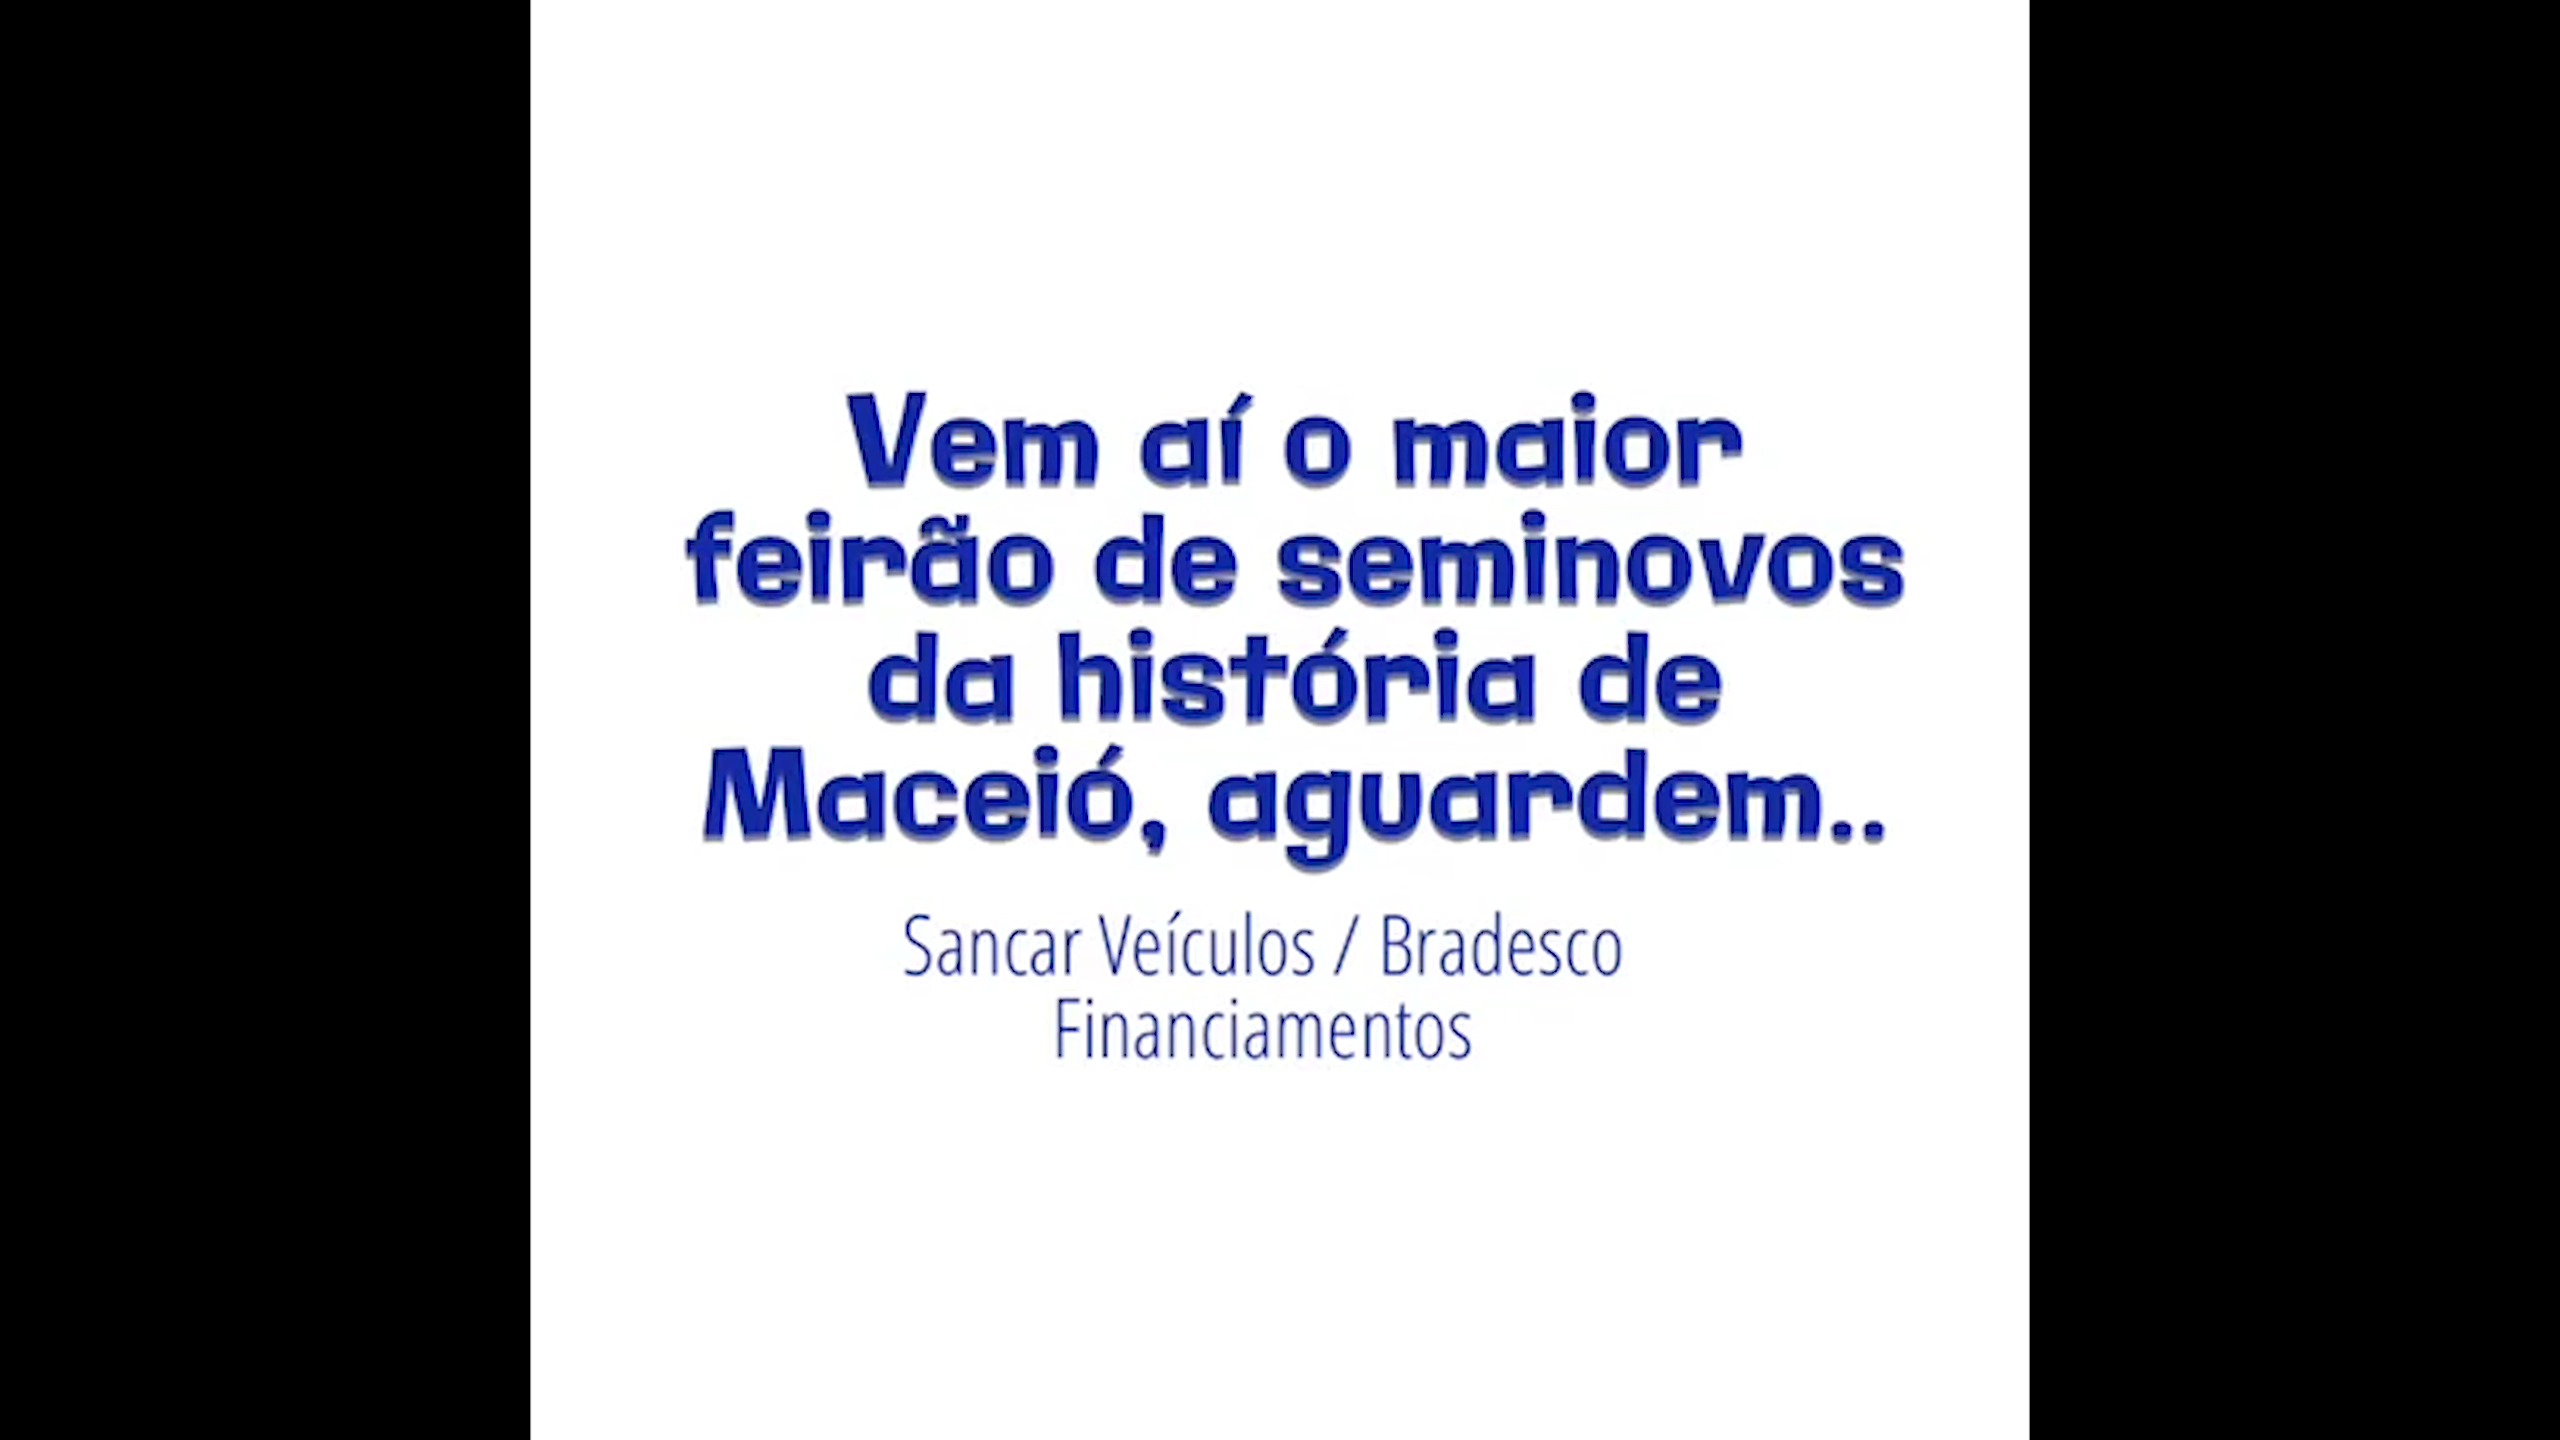 Vem aí o maior
feirão de seminovos
da história de
Maceió, aguardem..
Sancar Veículos / Bradesco
Financiamentos